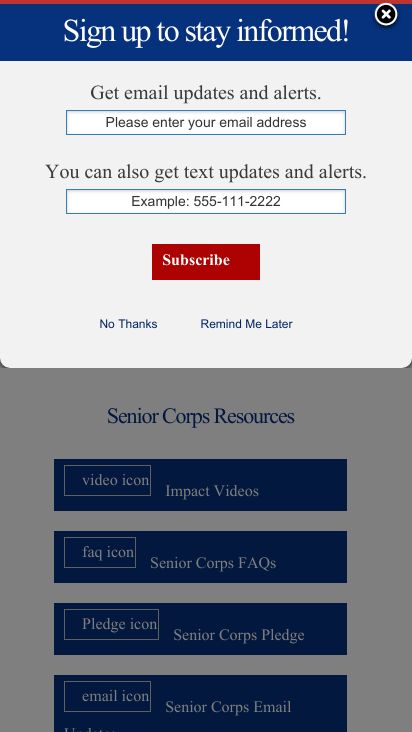 Sign up to stay informed!
Get email updates and alerts.
Please enter your email address
You can also get text updates and alerts.
Example: 555-111-2222
Subscribe
No Thanks Remind Me Later
Senior Corps Resources
video icon Impact Videos
faq icon Senior Corps FAQs
Pledge icon Senior Corps Pledge
email icon Senior Corps Email
Updates